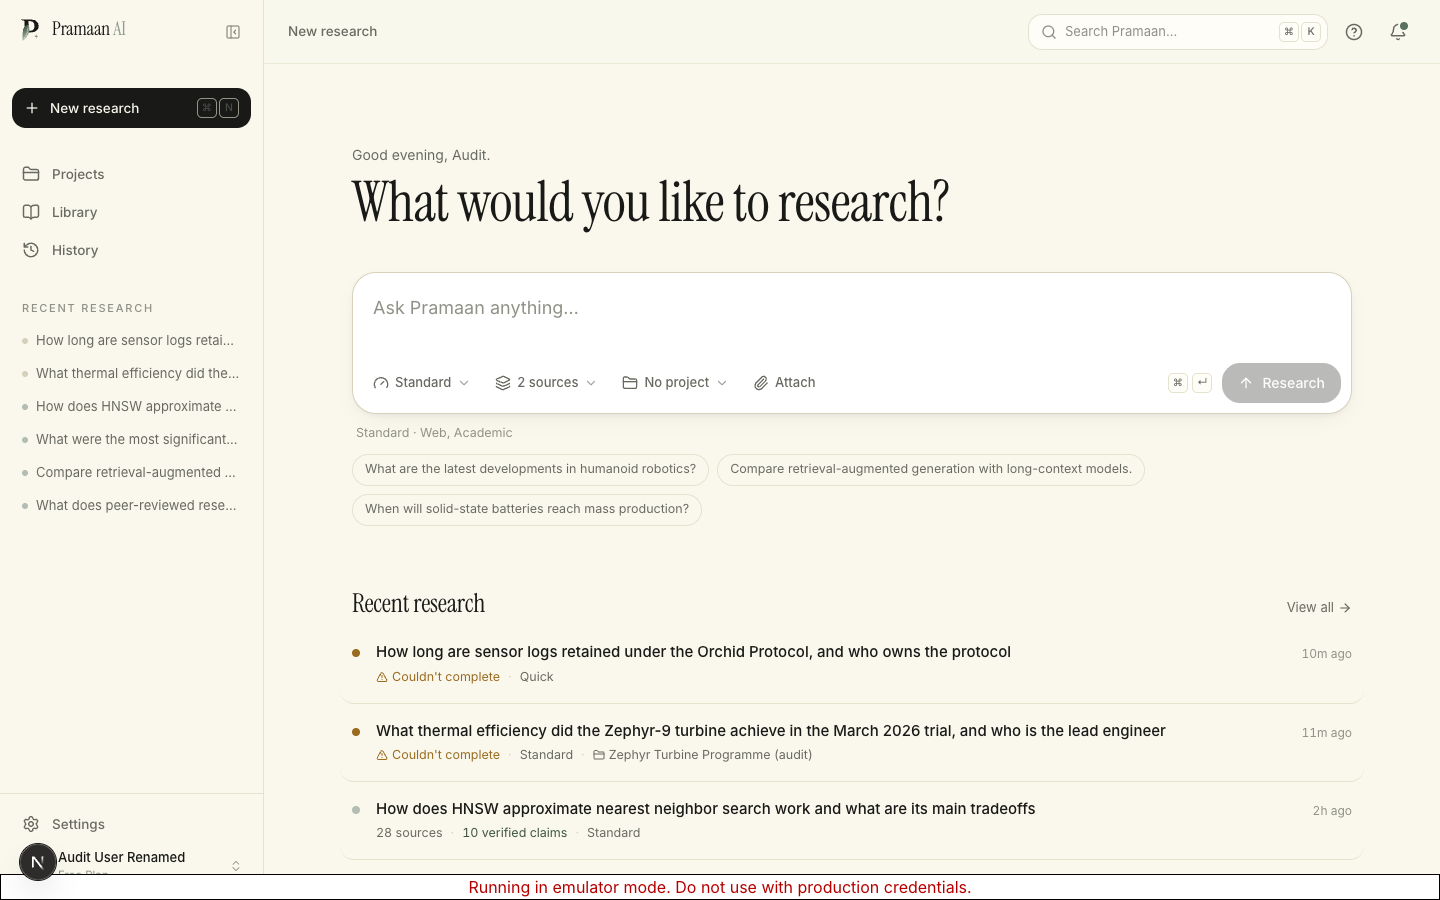 Pramaan AI
New research
⌘ K
Search Pramaan...
New research
⌘ N
Projects
Library
History
RECENT RESEARCH
How long are sensor logs retai...
What thermal efficiency did the...
How does HNSW approximate ...
What were the most significant...
Compare retrieval-augmented ...
What does peer-reviewed rese...
Settings
N
Audit User Renamed
Good evening, Audit.
What would you like to research?
Ask Pramaan anything...
Standard
2 sources
No project
Attach
⌘ ↵
Research
Standard · Web, Academic
What are the latest developments in humanoid robotics?
Compare retrieval-augmented generation with long-context models.
When will solid-state batteries reach mass production?
Recent research
View all →
How long are sensor logs retained under the Orchid Protocol, and who owns the protocol
10m ago
Couldn't complete · Quick
What thermal efficiency did the Zephyr-9 turbine achieve in the March 2026 trial, and who is the lead engineer
11m ago
Couldn't complete · Standard · Zephyr Turbine Programme (audit)
How does HNSW approximate nearest neighbor search work and what are its main tradeoffs
2h ago
28 sources · 10 verified claims · Standard
Running in emulator mode. Do not use with production credentials.